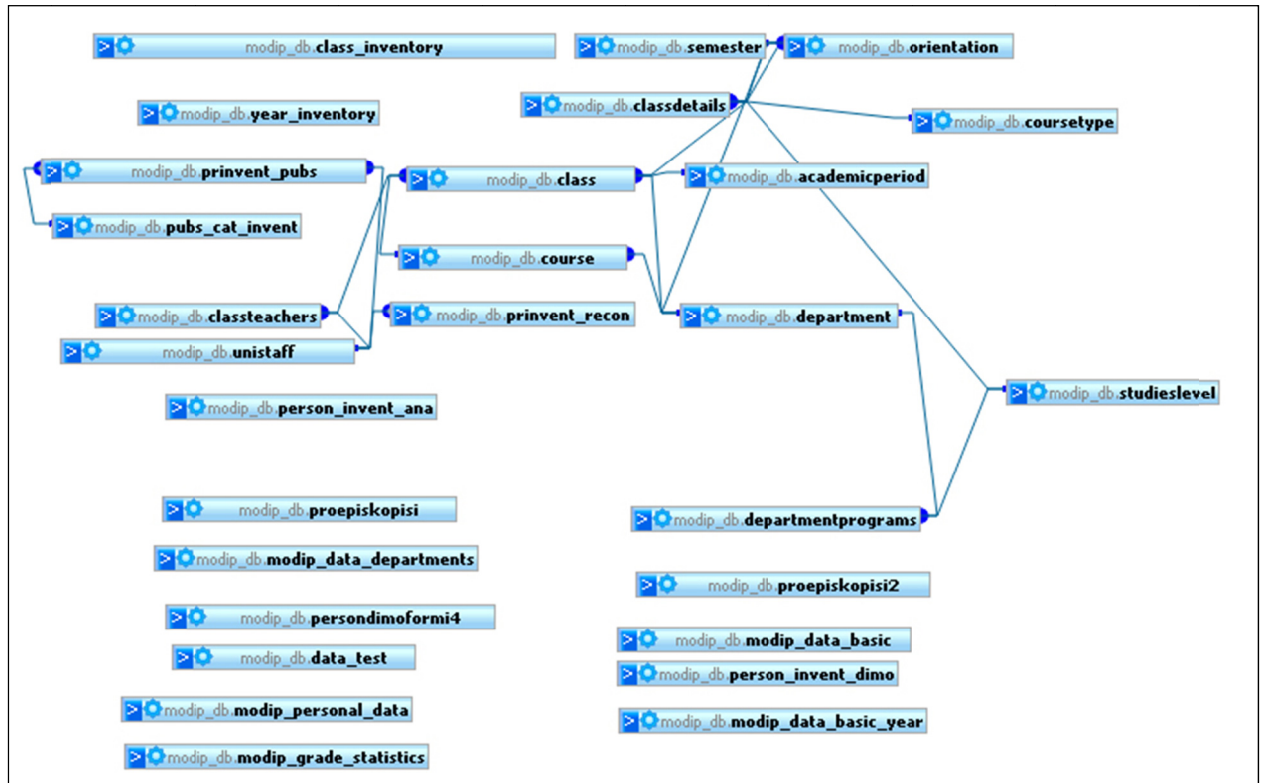 modip_db.class_inventory
modip_db.semester
modip_db.orientation
modip_db.classdetails
modip_db.year_inventory
modip_db.coursetype
modip_db.prinvent_pubs
modip_db.class
modip_db.academicperiod
modip_db.pubs_cat_invent
modip_db.course
modip_db.classteachers
modip_db.prinvent_recon
modip_db.department
modip_db.unistaff
modip_db.studieslevel
modip_db.person_invent_ana
modip_db.proepiskopisi
modip_db.departmentprograms
modip_db.modip_data_departments
modip_db.proepiskopisi2
modip_db.persondimoformi4
modip_db.modip_data_basic
modip_db.data_test
modip_db.person_invent_dimo
modip_db.modip_personal_data
modip_db.modip_data_basic_year
modip_db.modip_grade_statistics